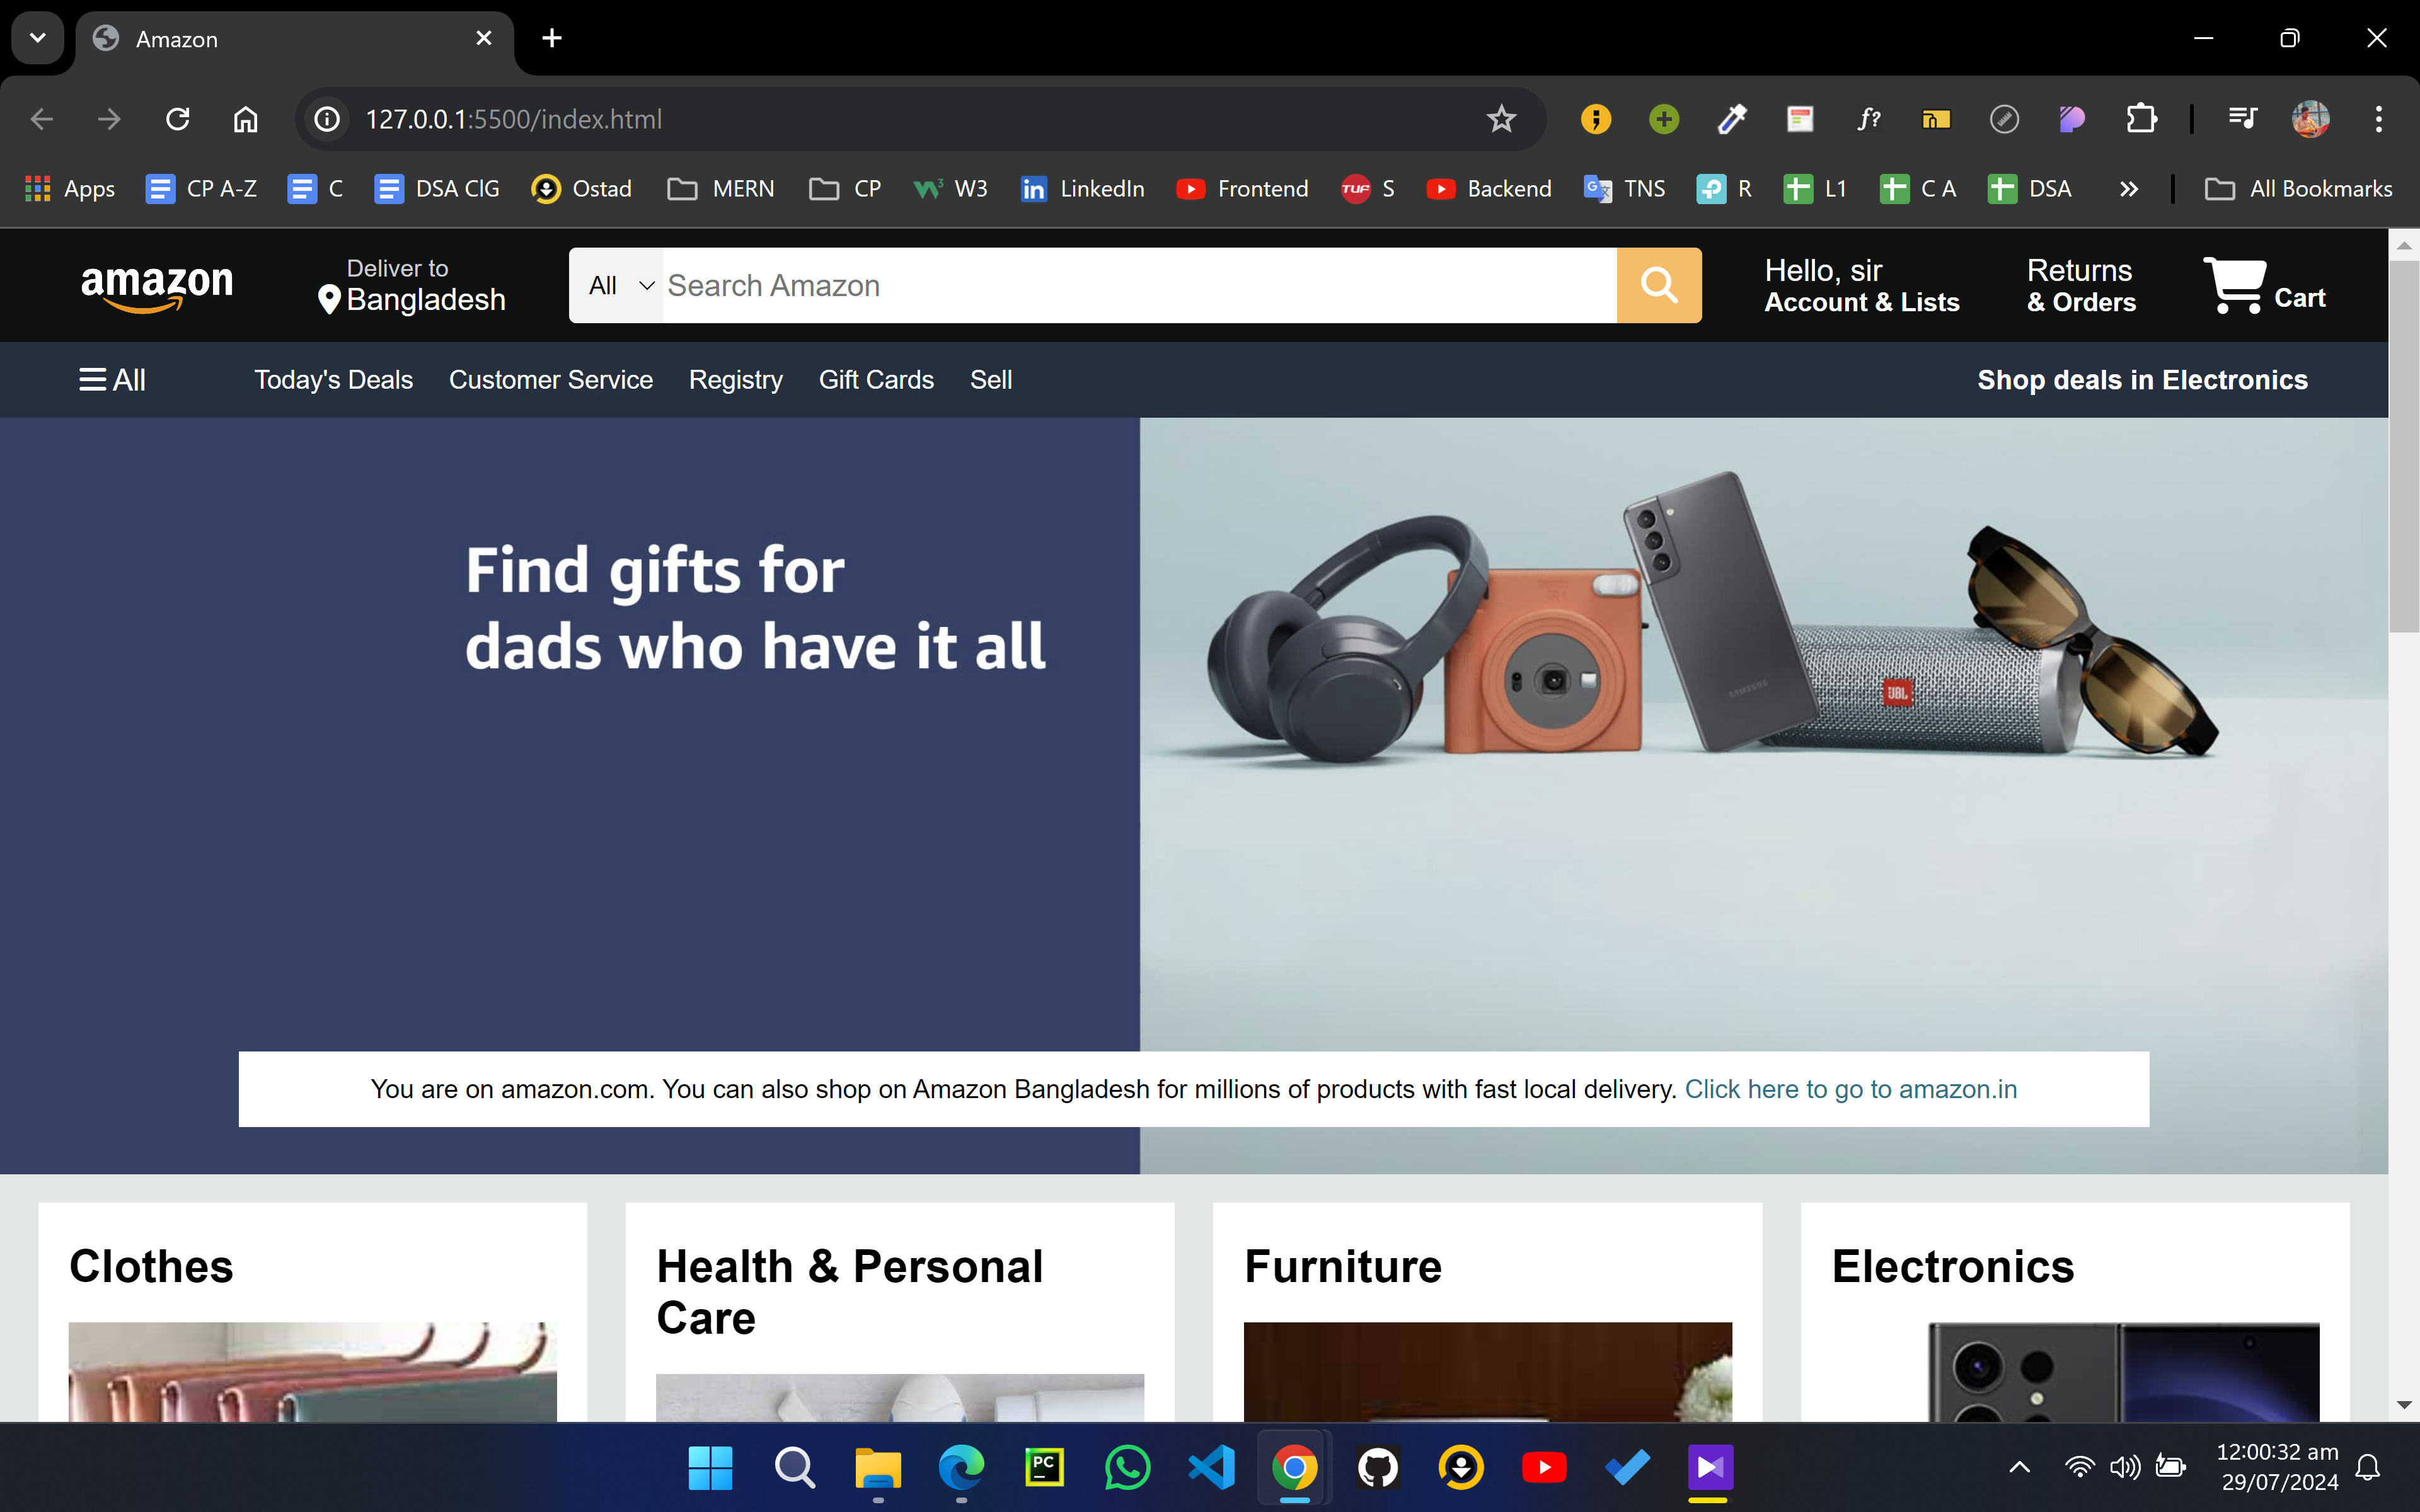 Amazon
127.0.0.1:5500/index.html
Apps CP A-Z C DSA ClG Ostad MERN CP W3 LinkedIn Frontend S Backend TNS R L1 C A DSA All Bookmarks
amazon
Deliver to
Bangladesh
All Search Amazon
Hello, sir
Account & Lists
Returns
& Orders
Cart
All Today's Deals Customer Service Registry Gift Cards Sell Shop deals in Electronics
Find gifts for
dads who have it all
SAMSUNG
JBL
You are on amazon.com. You can also shop on Amazon Bangladesh for millions of products with fast local delivery. Click here to go to amazon.in
Clothes
Health & Personal
Care
Furniture
Electronics
PC
12:00:32 am
29/07/2024